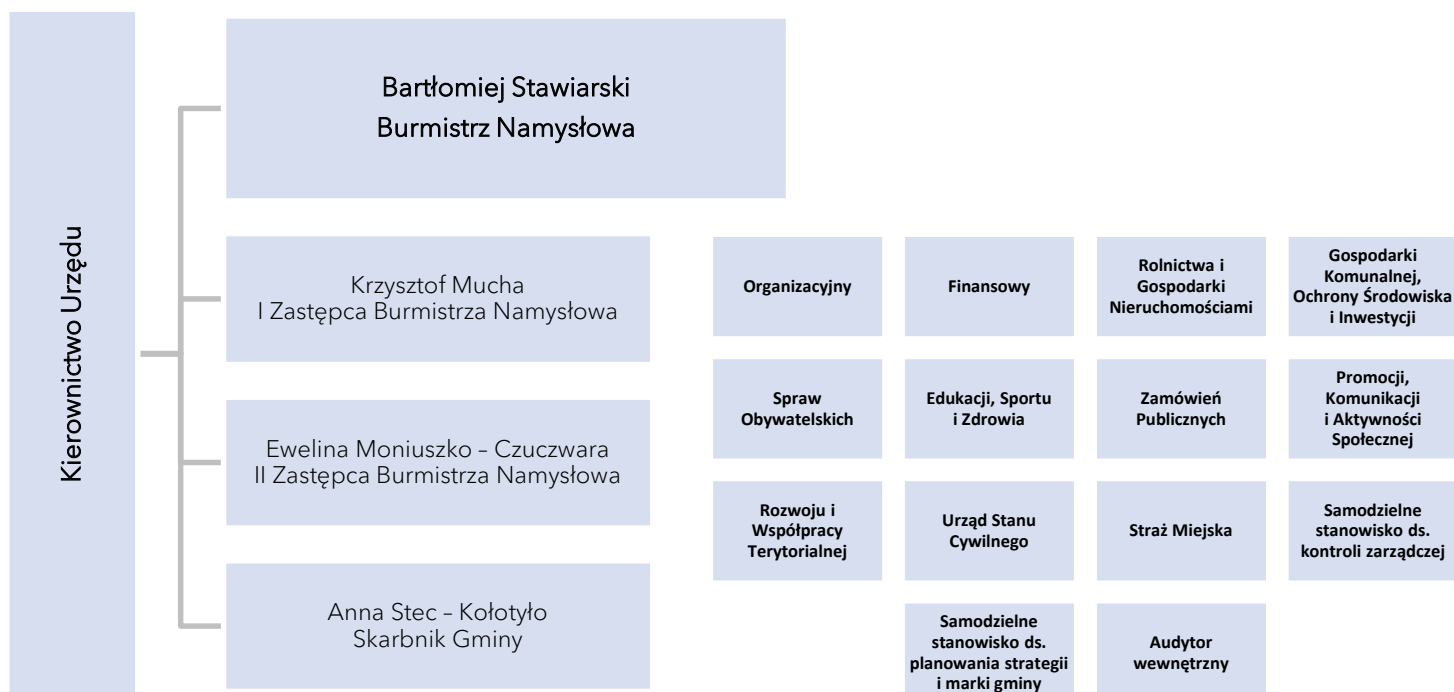 Kierownictwo Urzędu
Bartłomiej Stawiarski
Burmistrz Namysłowa
Krzysztof Mucha
I Zastępca Burmistrza Namysłowa
Ewelina Moniuszko – Czuczwara
II Zastępca Burmistrza Namysłowa
Anna Stec – Kołotyło
Skarbnik Gminy
Organizacyjny
Finansowy
Rolnictwa i
Gospodarki
Nieruchomościami
Gospodarki
Komunalnej,
Ochrony Środowiska
i Inwestycji
Spraw
Obywatelskich
Edukacji, Sportu
i Zdrowia
Zamówień
Publicznych
Promocji,
Komunikacji
i Aktywności
Społecznej
Rozwoju i
Współpracy
Terytorialnej
Urząd Stanu
Cywilnego
Straż Miejska
Samodzielne
stanowisko ds.
kontroli zarządczej
Samodzielne
stanowisko ds.
planowania strategii
i marki gminy
Audytor
wewnętrzny